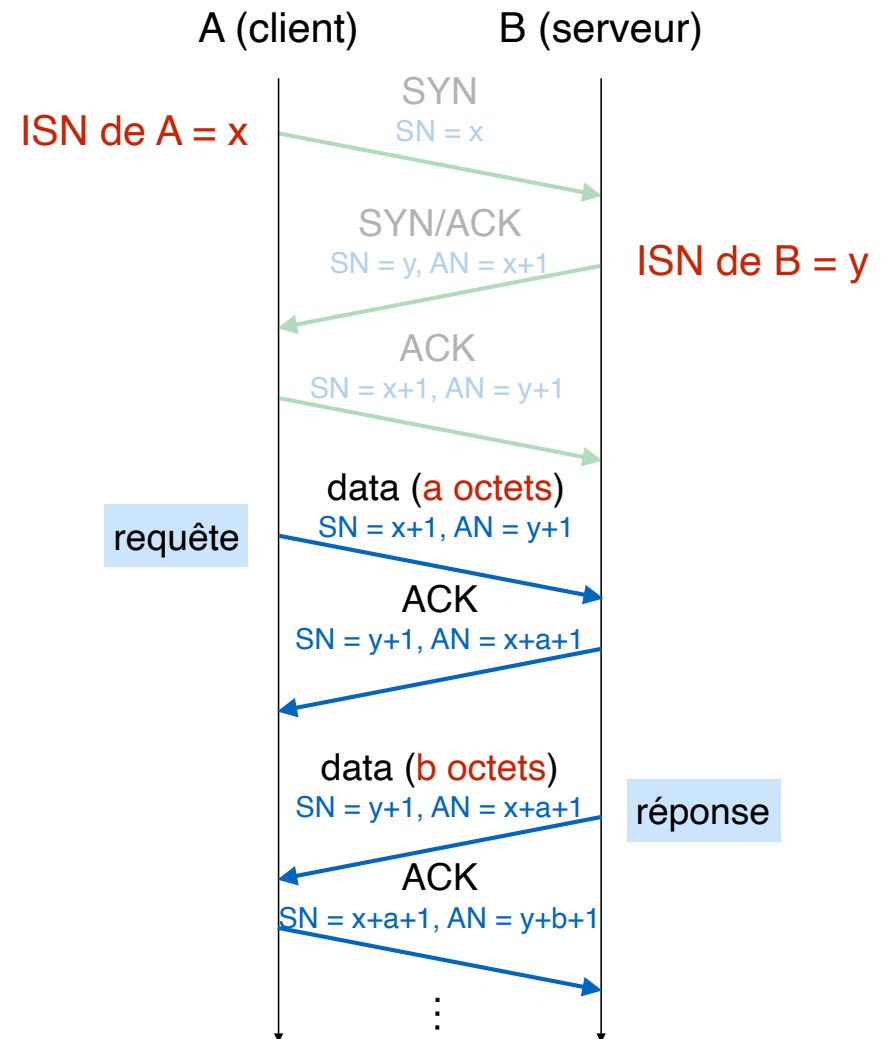 A (client)
B (serveur)
SYN
ISN de A = x
SN = x
SYN/ACK
SN = y, AN = x+1
ISN de B = y
ACK
SN = x+1, AN = y+1
data (a octets)
requête
SN = x+1, AN = y+1
ACK
SN = y+1, AN = x+a+1
data (b octets)
SN = y+1, AN = x+a+1
réponse
ACK
SN = x+a+1, AN = y+b+1
⋮